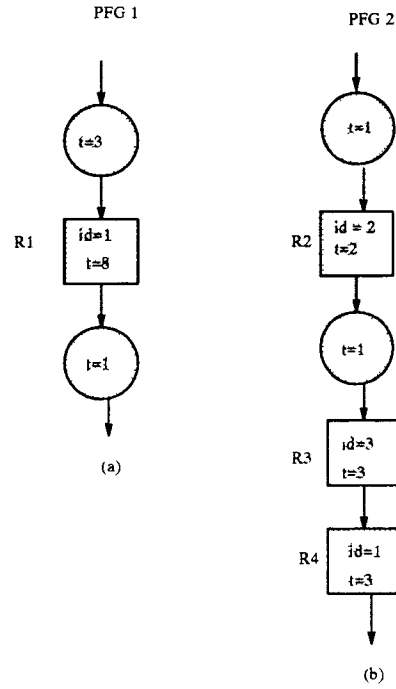 PFG 1
t=3
R1
id=1
t=8
t=1
(a)
PFG 2
t=1
R2
id = 2
t=2
t=1
R3
id=3
t=3
R4
id=1
t=3
(b)